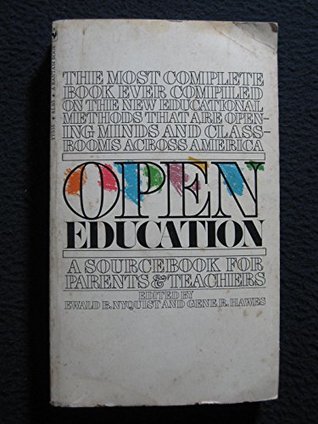 THE MOST COMPLETE
BOOK EVER COMPILED
ON THE NEW EDUCATIONAL
METHODS THAT ARE OPEN-
ING MINDS AND CLASS-
ROOMS ACROSS AMERICA
OPEN
EDUCATION
A SOURCEBOOK FOR
PARENTS & TEACHERS
EDITED BY
EWALD B. NYQUIST AND GENE R. HAWES